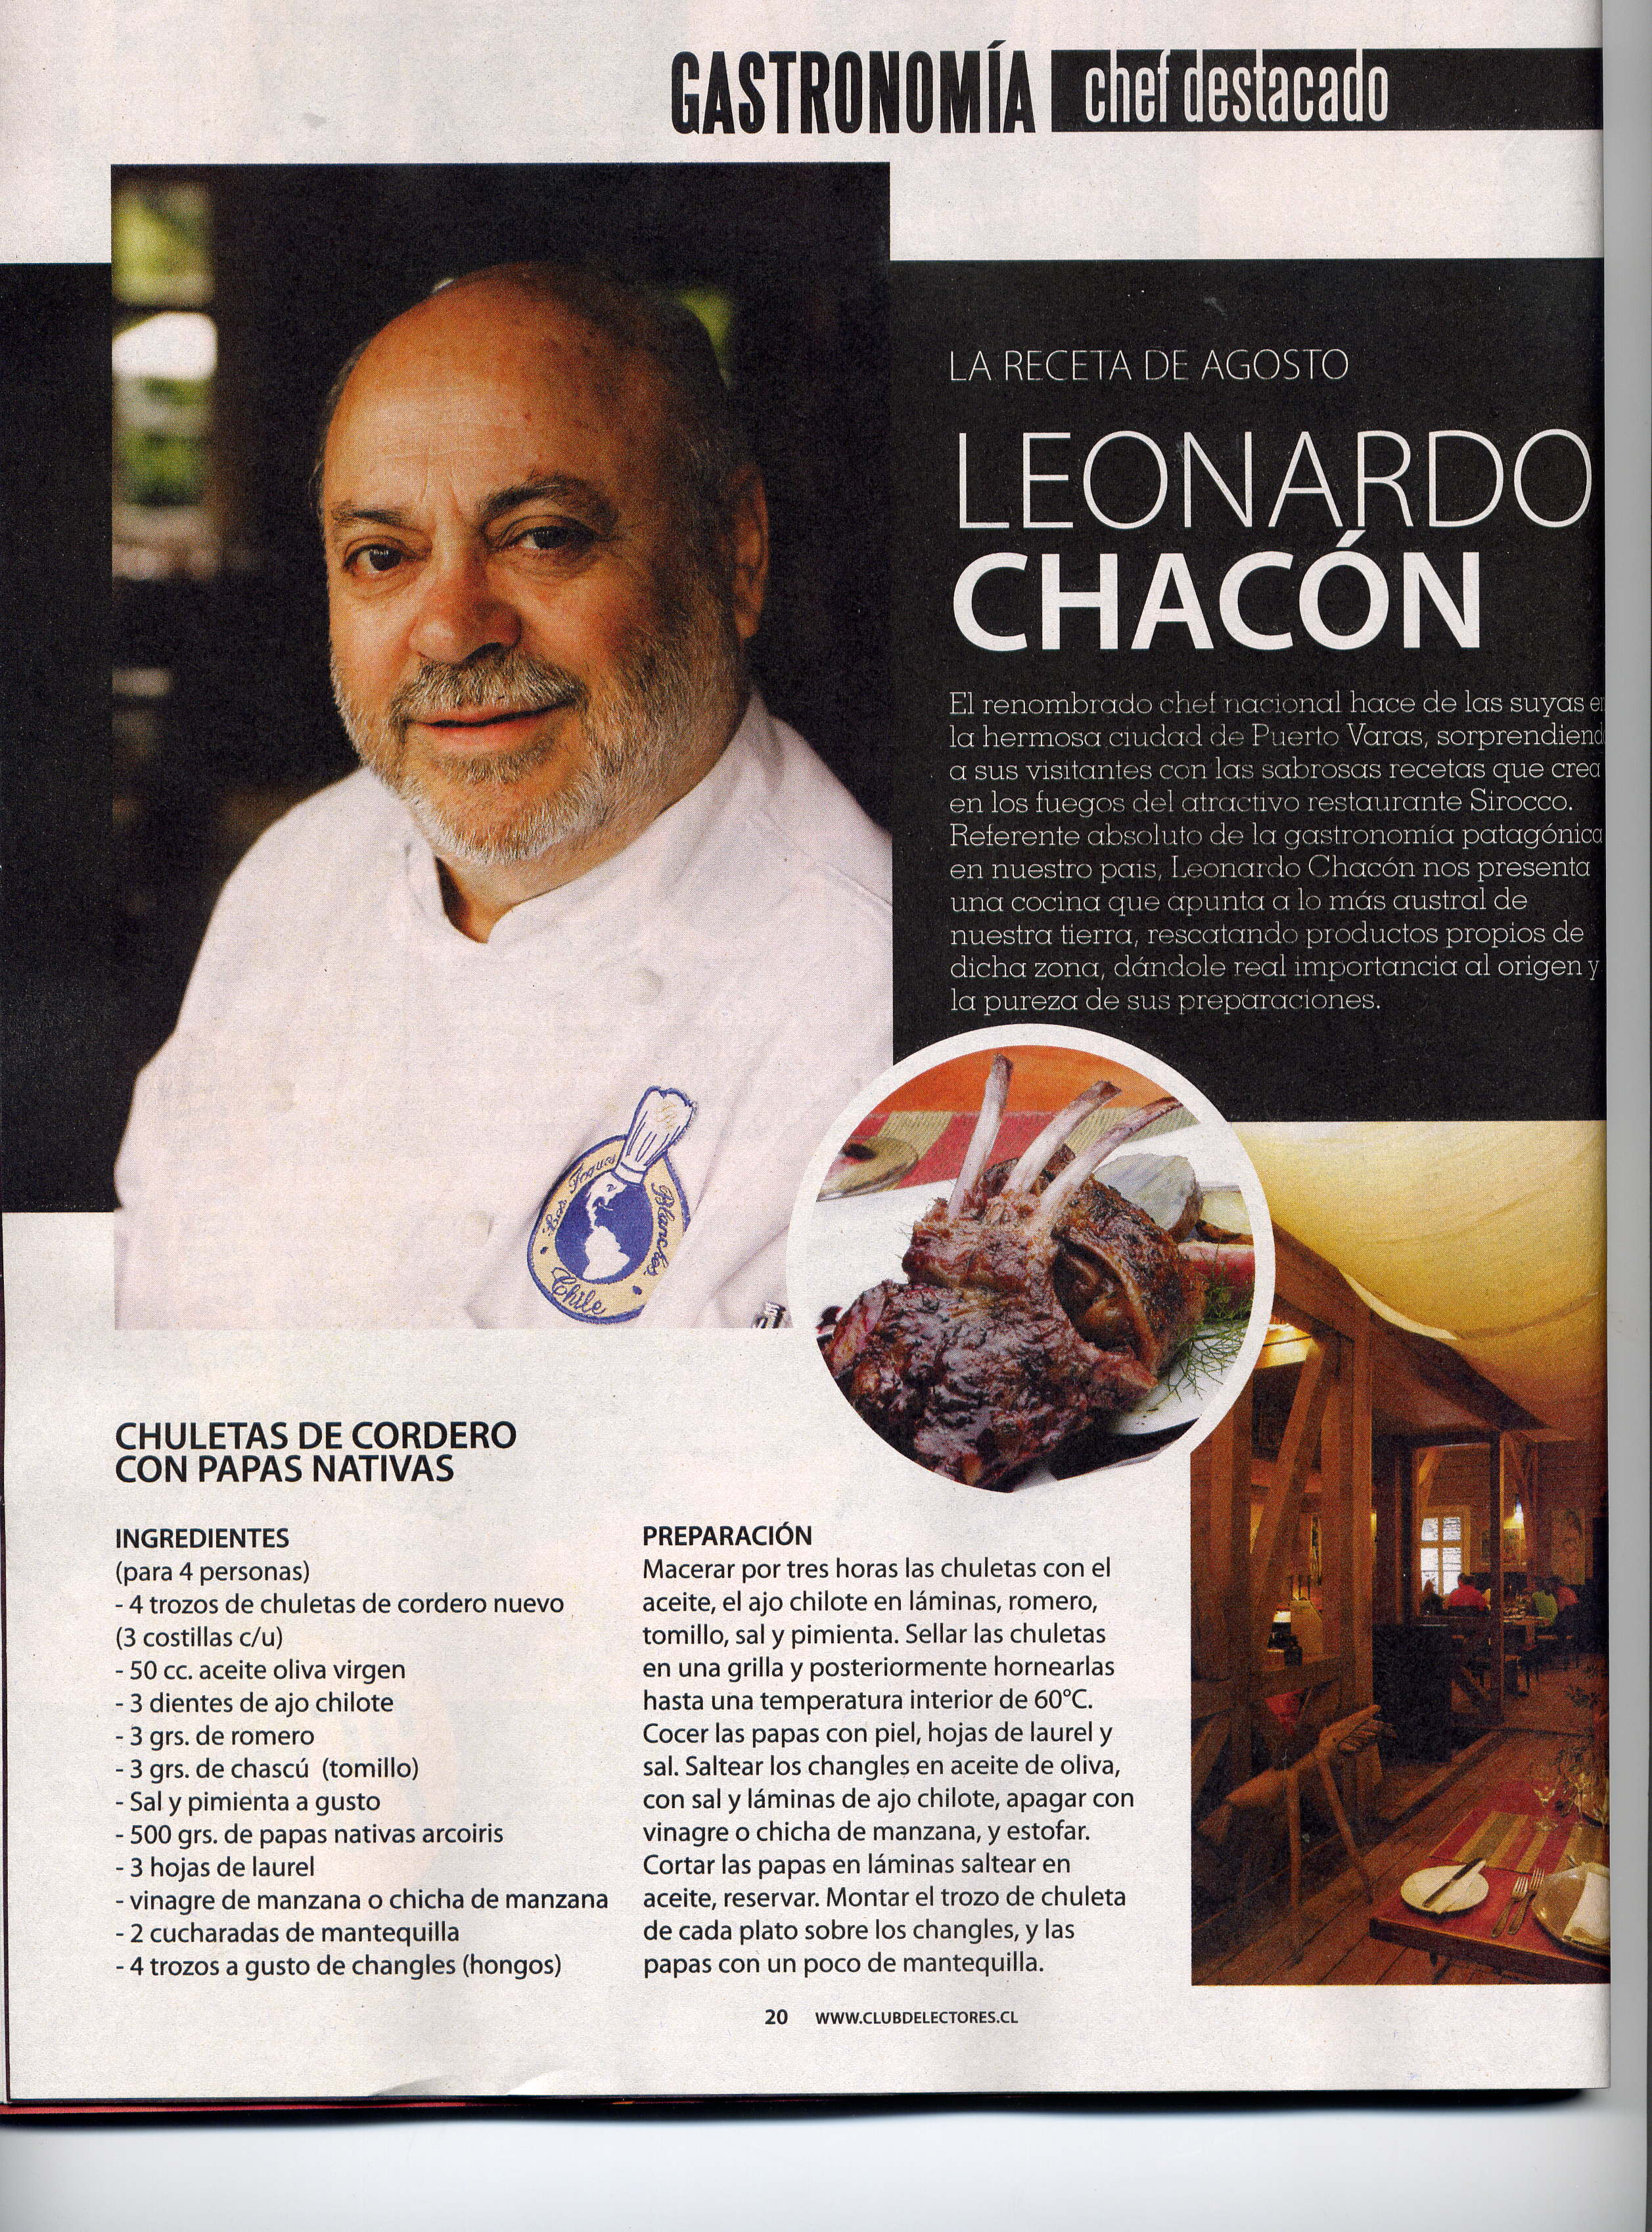 GASTRONOMÍA chef destacado
LA RECETA DE AGOSTO
LEONARDO
CHACÓN
El renombrado chef nacional hace de las suyas
la hermosa ciudad de Puerto Varas,
a sus visitantes con las sabrosas recetas que crea
en los fuegos del atractivo restaurante Sirocco.
Referente absoluto de la gastronomía patagónica
en nuestro país, Leonardo Chacón nos presenta
una cocina que apunta a lo más austral de
nuestra tierra, rescatando productos propios de
dicha zona, dándole real importancia al origen y
la pureza de sus preparaciones.
Les Toques Blanches
Chile
CHULETAS DE CORDERO
CON PAPAS NATIVAS
INGREDIENTES
(para 4 personas)
- 4 trozos de chuletas de cordero nuevo
(3 costillas c/u)
- 50 cc. aceite oliva virgen
- 3 dientes de ajo chilote
- 3 grs. de romero
- 3 grs. de chascú (tomillo)
- Sal y pimienta a gusto
- 500 grs. de papas nativas arcoiris
- 3 hojas de laurel
- vinagre de manzana o chicha de manzana
- 2 cucharadas de mantequilla
- 4 trozos a gusto de changles (hongos)
PREPARACIÓN
Macerar por tres horas las chuletas con el
aceite, el ajo chilote en láminas, romero,
tomillo, sal y pimienta. Sellar las chuletas
en una grilla y posteriormente hornearlas
hasta una temperatura interior de 60°C.
Cocer las papas con piel, hojas de laurel y
sal. Saltear los changles en aceite de oliva,
con sal y láminas de ajo chilote, apagar con
vinagre o chicha de manzana, y estofar.
Cortar las papas en láminas saltear en
aceite, reservar. Montar el trozo de chuleta
de cada plato sobre los changles, y las
papas con un poco de mantequilla.
20 WWW.CLUBDELECTORES.CL